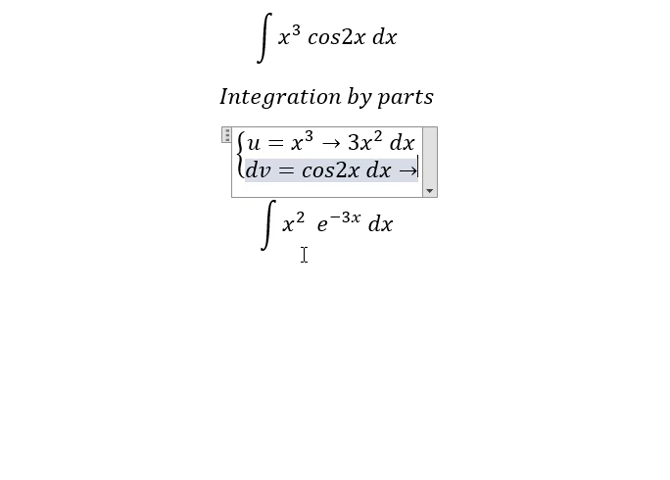 ∫ x³ cos2x dx
Integration by parts
{u = x³ → 3x² dx
dv = cos2x dx →
∫ x² e⁻³ˣ dx